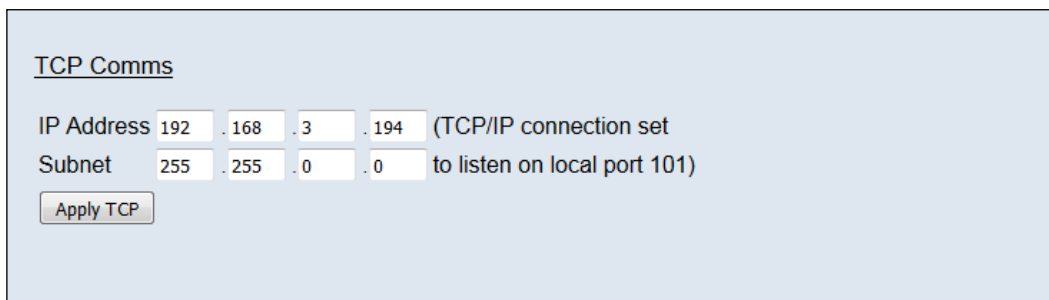 TCP Comms
IP Address 192 . 168 . 3 . 194 (TCP/IP connection set
Subnet 255 . 255 . 0 . 0 to listen on local port 101)
Apply TCP